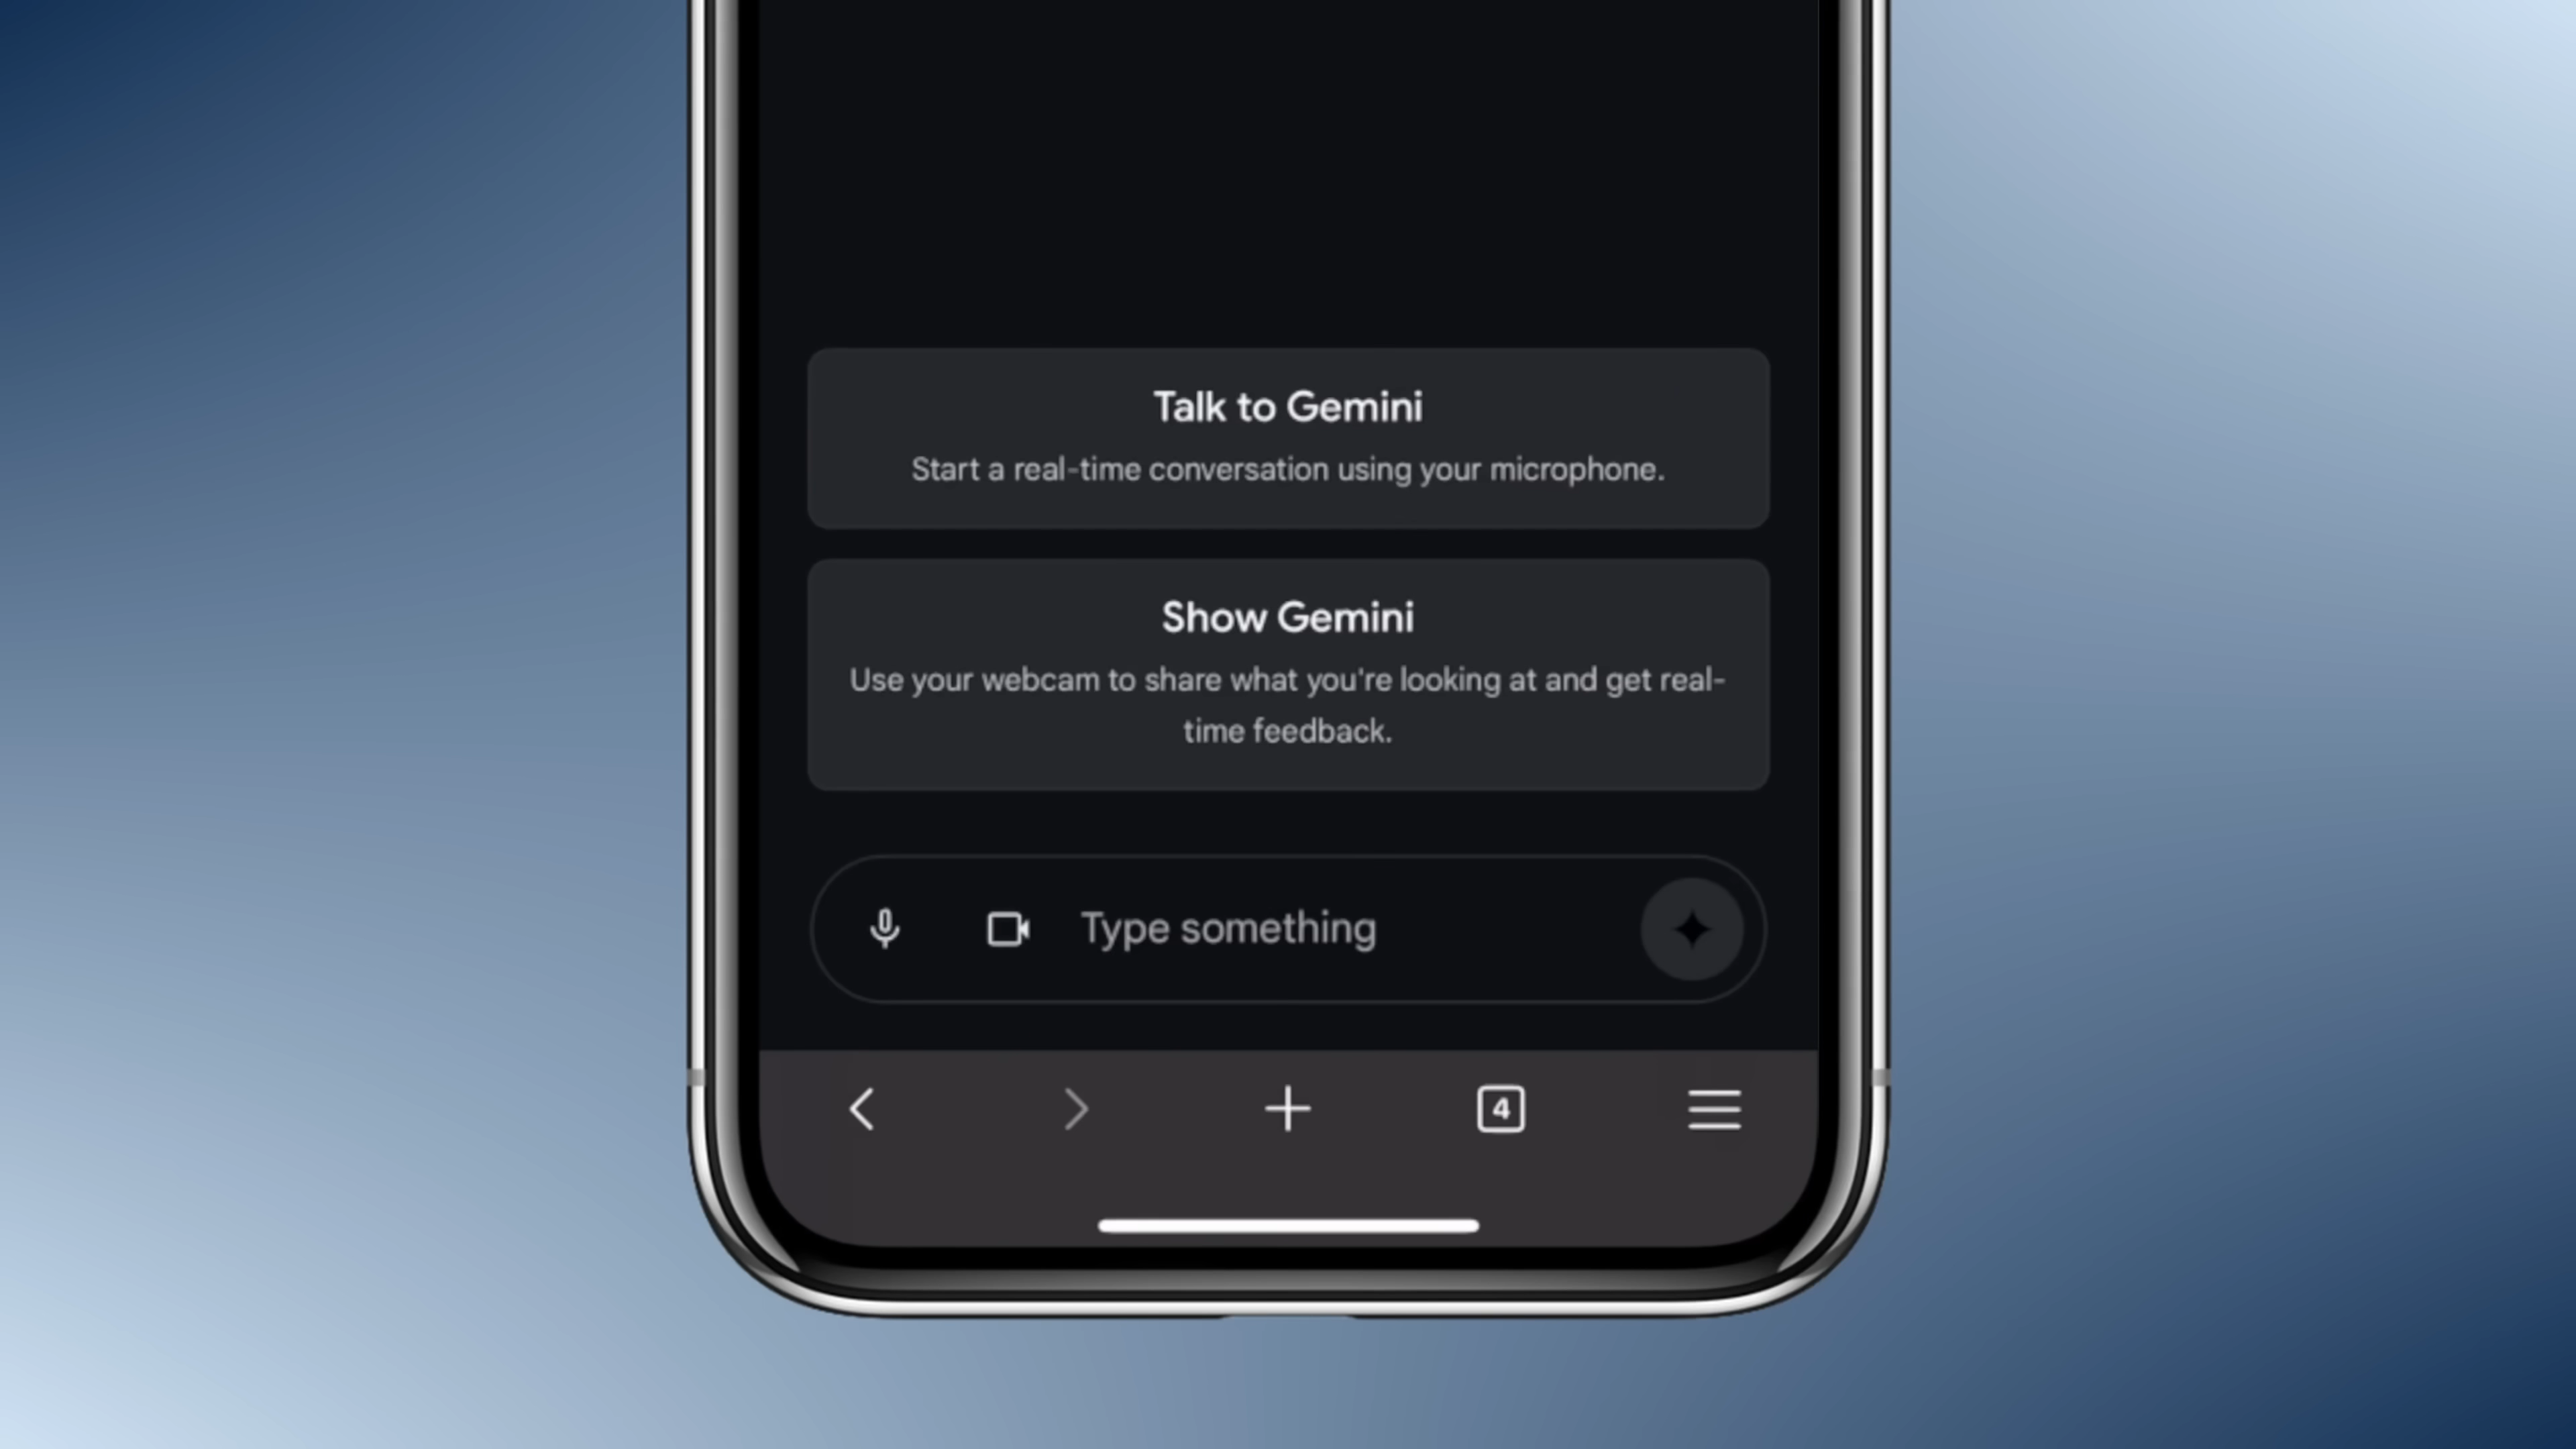 Talk to Gemini
Start a real-time conversation using your microphone.
Show Gemini
Use your webcam to share what you're looking at and get real-
time feedback.
Type something
4